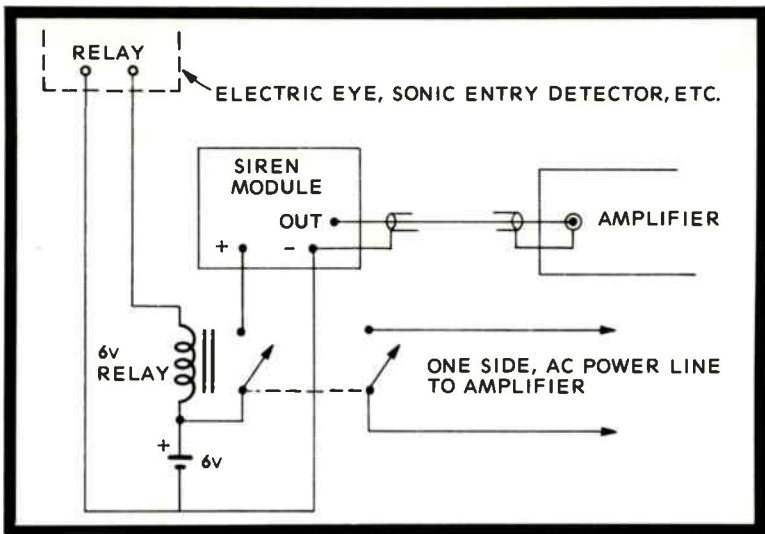 RELAY
ELECTRIC EYE, SONIC ENTRY DETECTOR, ETC.
SIREN
MODULE
OUT
+ -
AMPLIFIER
6V
RELAY
ONE SIDE, AC POWER LINE
TO AMPLIFIER
+
6V